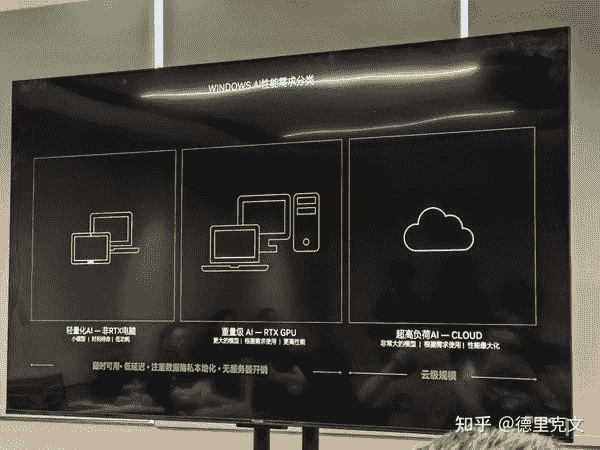 WINDOWS AI性能需求分类
轻量化AI — 非RTX电脑
小模型 | 时刻待命 | 低功耗
重量级 AI — RTX GPU
更大的模型 | 根据需求使用 | 更高性能
超高负荷AI — CLOUD
非常大的模型 | 根据需求使用 | 性能最大化
随时可用 · 低延迟 · 注重数据隐私本地化 · 无服务器开销
云级规模
知乎 @德里克文